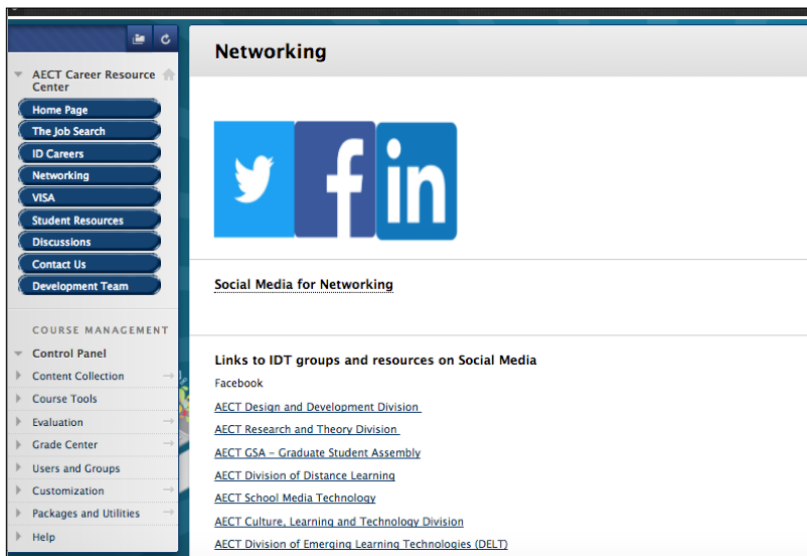 AECT Career Resource
Center
Home Page
The Job Search
ID Careers
Networking
VISA
Student Resources
Discussions
Contact Us
Development Team
COURSE MANAGEMENT
Control Panel
Content Collection
Course Tools
Evaluation
Grade Center
Users and Groups
Customization
Packages and Utilities
Help
Networking
f
in
Social Media for Networking
Links to IDT groups and resources on Social Media
Facebook
AECT Design and Development Division
AECT Research and Theory Division
AECT GSA – Graduate Student Assembly
AECT Division of Distance Learning
AECT School Media Technology
AECT Culture, Learning and Technology Division
AECT Division of Emerging Learning Technologies (DELT)